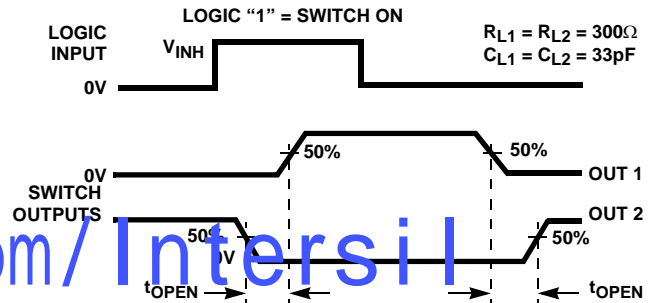 LOGIC "1" = SWITCH ON
LOGIC
INPUT
VINH
0V
RL1 = RL2 = 300Ω
CL1 = CL2 = 33pF
0V
50%
50%
OUT 1
SWITCH
OUTPUTS
50%
0V
50%
OUT 2
tOPEN
tOPEN
om/Intersil